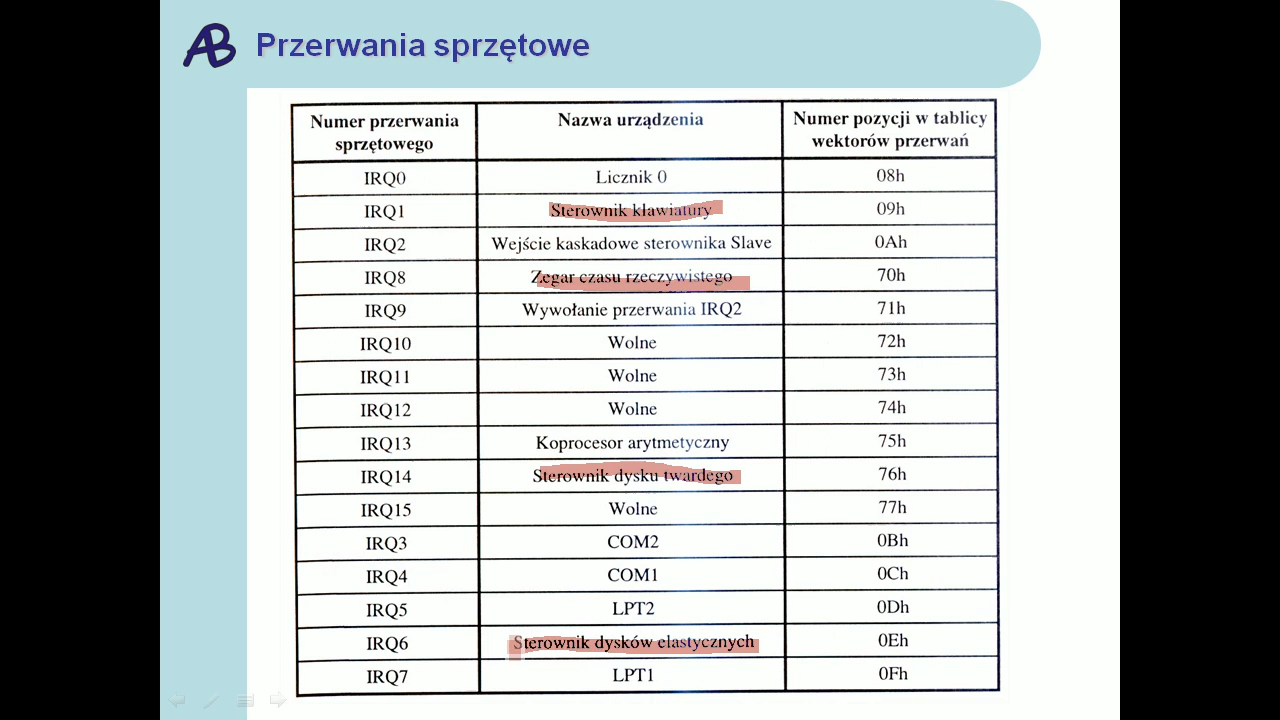 AB Przerwania sprzętowe
Numer przerwania sprzętowego Nazwa urządzenia Numer pozycji w tablicy wektorów przerwań
IRQ0 Licznik 0 08h
IRQ1 Sterownik klawiatury 09h
IRQ2 Wejście kaskadowe sterownika Slave 0Ah
IRQ8 Zegar czasu rzeczywistego 70h
IRQ9 Wywołanie przerwania IRQ2 71h
IRQ10 Wolne 72h
IRQ11 Wolne 73h
IRQ12 Wolne 74h
IRQ13 Koprocesor arytmetyczny 75h
IRQ14 Sterownik dysku twardego 76h
IRQ15 Wolne 77h
IRQ3 COM2 0Bh
IRQ4 COM1 0Ch
IRQ5 LPT2 0Dh
IRQ6 Sterownik dysków elastycznych 0Eh
IRQ7 LPT1 0Fh